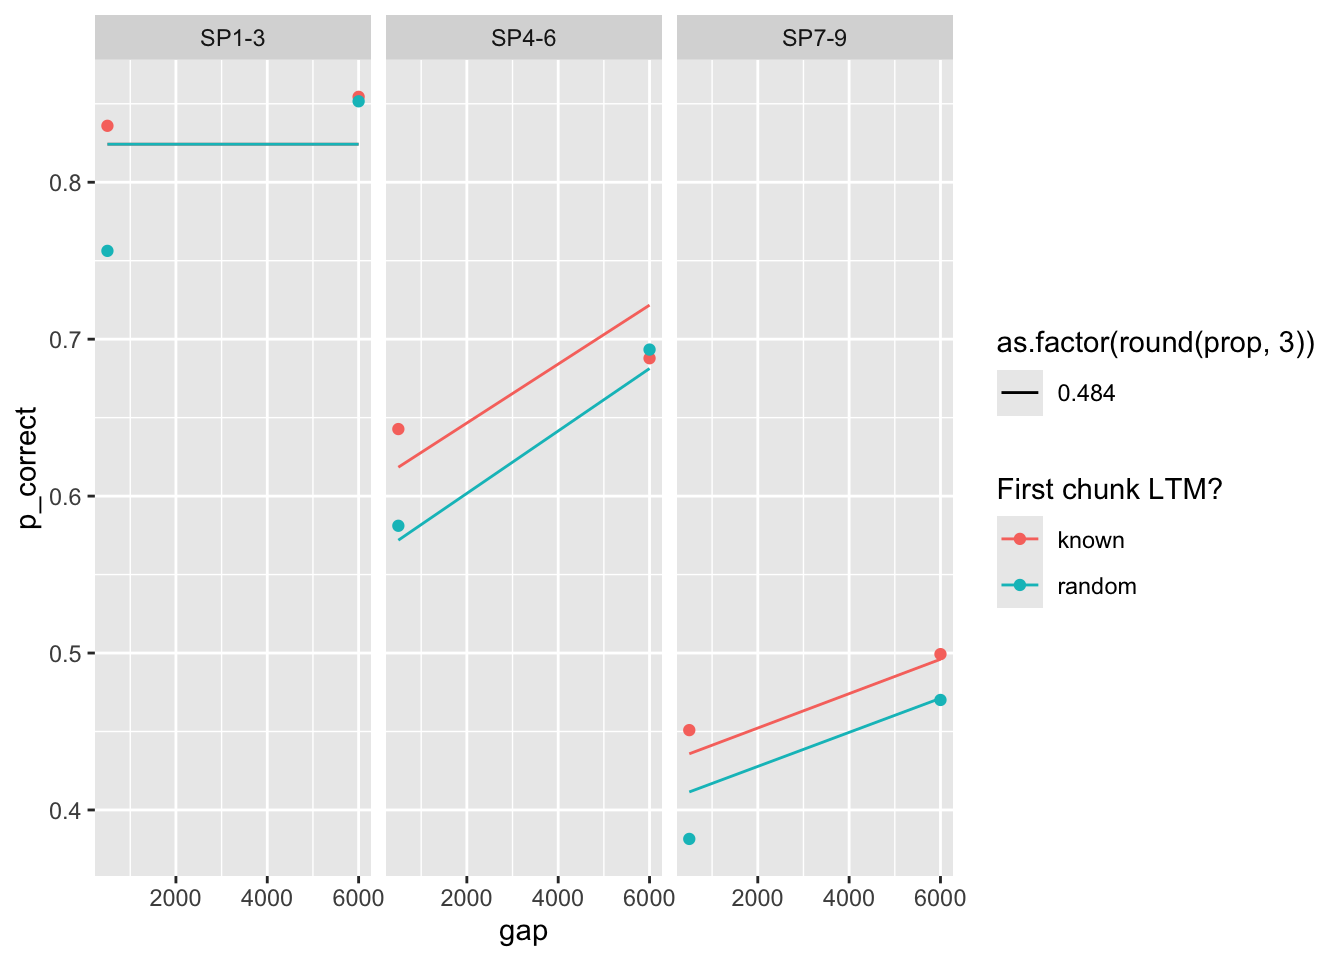 SP1-3 SP4-6 SP7-9
0.8
0.7
0.6
0.5
0.4
p_correct
2000 4000 6000 2000 4000 6000 2000 4000 6000
gap
as.factor(round(prop, 3))
0.484
First chunk LTM?
known
random